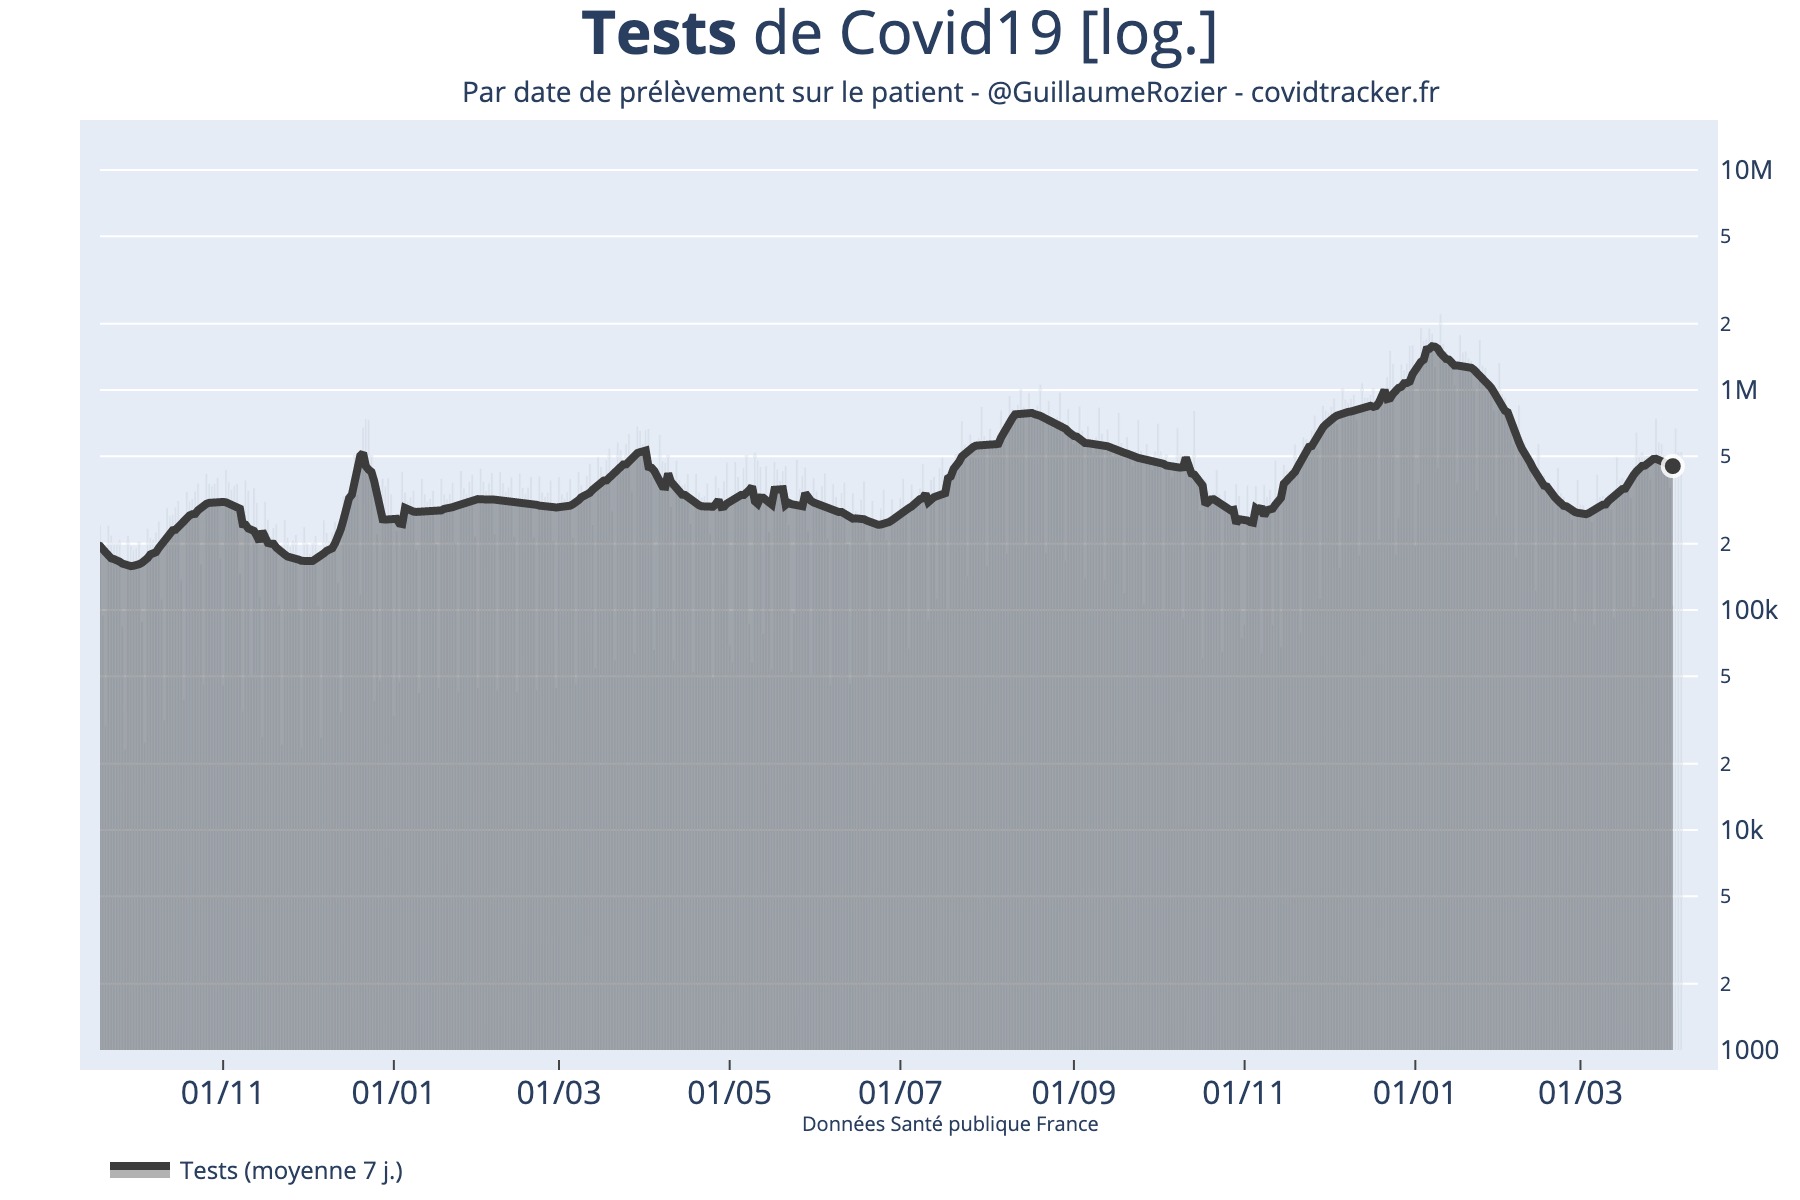 Tests de Covid19 [log.]
Par date de prélèvement sur le patient - @GuillaumeRozier - covidtracker.fr
10M
5
2
1M
5
2
100k
5
2
10k
5
2
1000
01/11 01/01 01/03 01/05 01/07 01/09 01/11 01/01 01/03
Données Santé publique France
Tests (moyenne 7 j.)